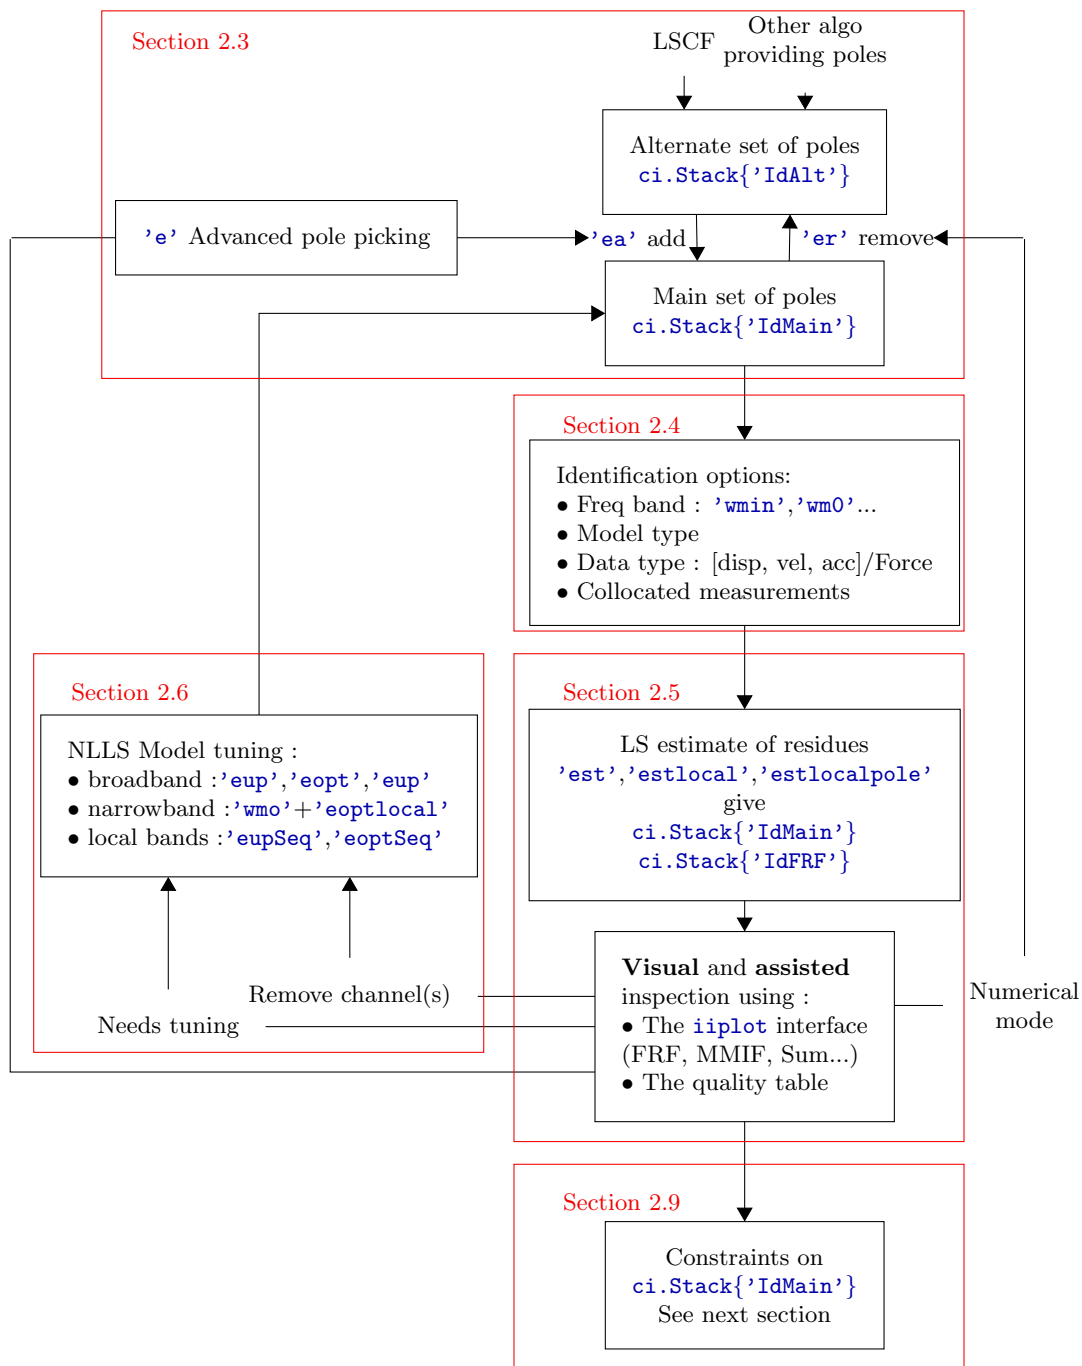 Section 2.3
LSCF
Other algo
providing poles
Alternate set of poles
ci.Stack{'IdAlt'}
'e' Advanced pole picking
'ea' add
'er' remove
Main set of poles
ci.Stack{'IdMain'}
Section 2.4
Identification options:
• Freq band : 'wmin','wm0'...
• Model type
• Data type : [disp, vel, acc]/Force
• Collocated measurements
Section 2.6
NLLS Model tuning :
• broadband :'eup','eopt','eup'
• narrowband :'wmo'+'eoptlocal'
• local bands :'eupSeq','eoptSeq'
Section 2.5
LS estimate of residues
'est','estlocal','estlocalpole'
give
ci.Stack{'IdMain'}
ci.Stack{'IdFRF'}
Visual and assisted
inspection using :
• The iiplot interface
(FRF, MMIF, Sum...)
• The quality table
Remove channel(s)
Needs tuning
Numerical
mode
Section 2.9
Constraints on
ci.Stack{'IdMain'}
See next section